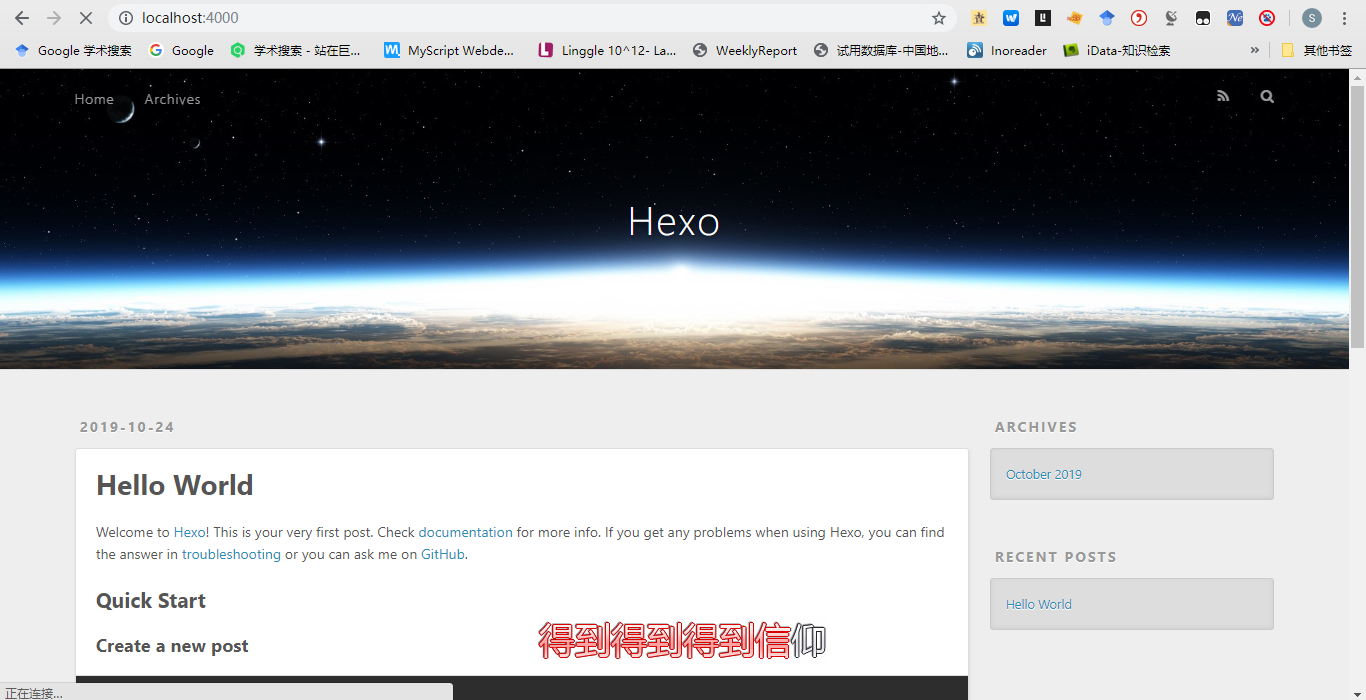 localhost:4000
Google 学术搜索 Google 学术搜索 - 站在巨... MyScript Webde... Linggle 10^12- La... WeeklyReport 试用数据库-中国地... Inoreader iData-知识检索 » 其他书签
Home Archives
Hexo
2019-10-24
ARCHIVES
Hello World
October 2019
Welcome to Hexo! This is your very first post. Check documentation for more info. If you get any problems when using Hexo, you can find
the answer in troubleshooting or you can ask me on GitHub.
RECENT POSTS
Quick Start
Hello World
Create a new post
得到得到得到信仰
正在连接...